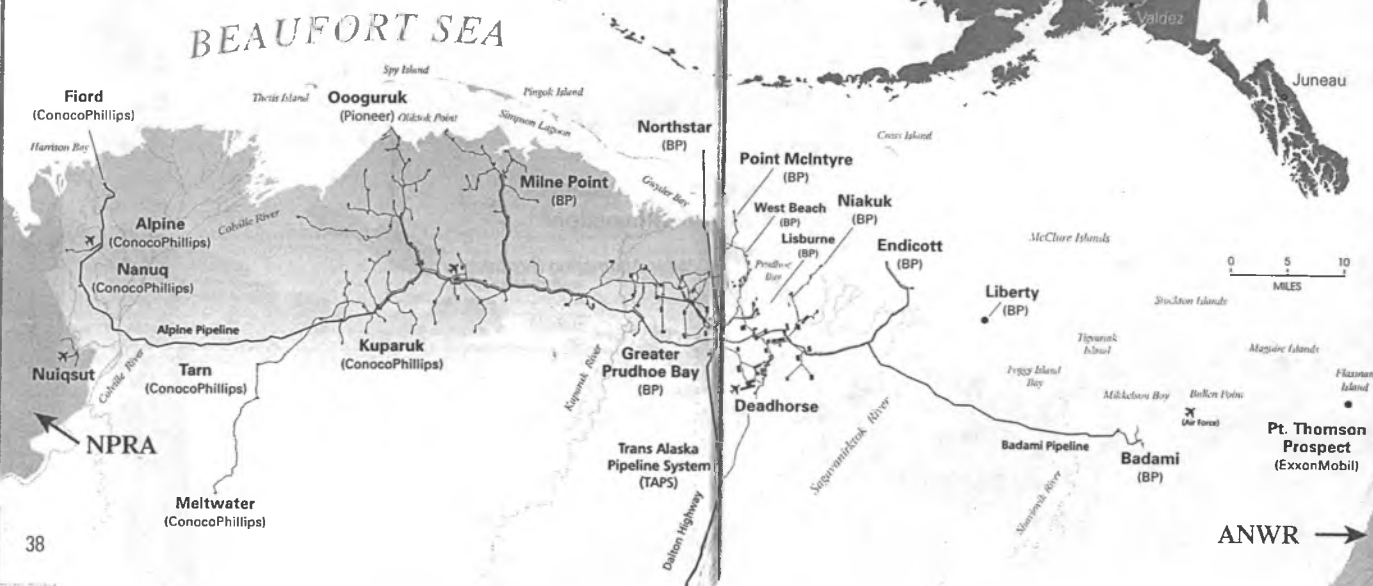 BEAUFORT SEA
Valdez
Juneau
Fiord
(ConocoPhillips)
Thetis Island
Spy Island
Oooguruk
(Pioneer)
Oliktok Point
Pingok Island
Simpson Lagoon
Northstar
(BP)
Cross Island
Harrison Bay
Point McIntyre
(BP)
Milne Point
(BP)
Gwyder Bay
West Beach
(BP)
Niakuk
(BP)
Alpine
(ConocoPhillips)
Colville River
Lisburne
(BP)
Endicott
(BP)
McClure Islands
Nanuq
(ConocoPhillips)
Prudhoe
Bay
0 5 10
MILES
Liberty
(BP)
Stockton Islands
Alpine Pipeline
Tigvariak
Island
Maguire Islands
Kuparuk
(ConocoPhillips)
Greater
Prudhoe Bay
(BP)
Nuiqsut
Colville River
Tarn
(ConocoPhillips)
Kuparuk River
Foggy Island
Bay
Flaxman
Island
Mikkelsen Bay
Bullen Point
(Air Force)
Deadhorse
NPRA
Sagavanirktok River
Pt. Thomson
Prospect
(ExxonMobil)
Trans Alaska
Pipeline System
(TAPS)
Badami Pipeline
Badami
(BP)
Meltwater
(ConocoPhillips)
Shaviovik River
Dalton Highway
ANWR
38